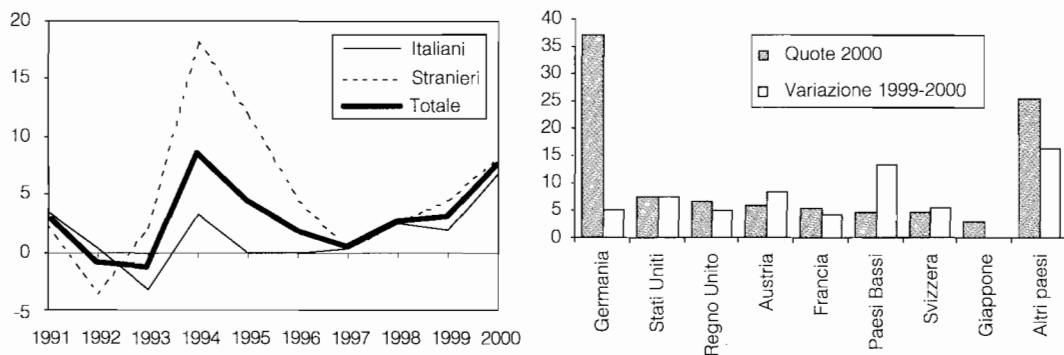 20
15
10
5
0
-5
1991 1992 1993 1994 1995 1996 1997 1998 1999 2000
Italiani
Stranieri
Totale
40
35
30
25
20
15
10
5
0
Quote 2000
Variazione 1999-2000
Germania
Stati Uniti
Regno Unito
Austria
Francia
Paesi Bassi
Svizzera
Giappone
Altri paesi